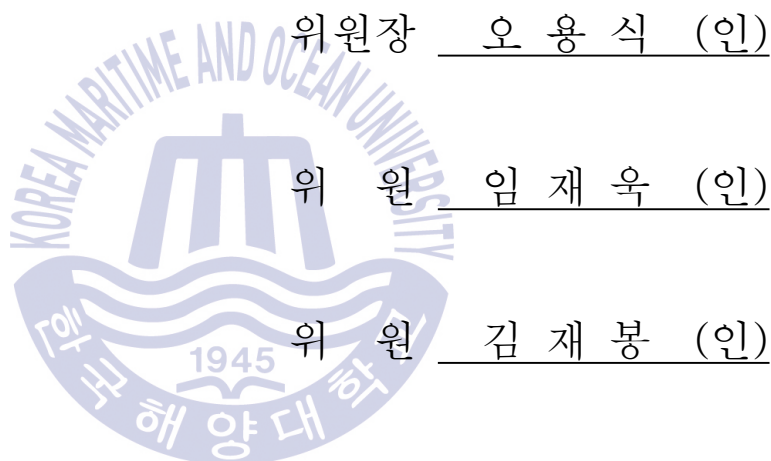 위원장 오 용 식 (인)
위 원 임 재 욱 (인)
위 원 김 재 봉 (인)
KOREA MARITIME AND OCEAN UNIVERSITY
1945
한국해양대학교